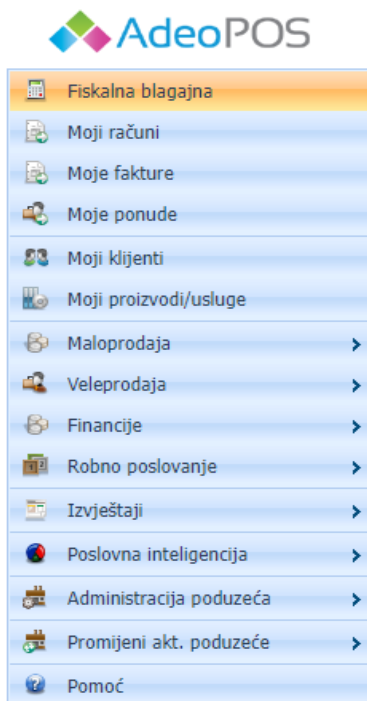 AdeoPOS
Fiskalna blagajna
Moji računi
Moje fakture
Moje ponude
Moji klijenti
Moji proizvodi/usluge
Maloprodaja
Veleprodaja
Financije
Robno poslovanje
Izvještaji
Poslovna inteligencija
Administracija poduzeća
Promijeni akt. poduzeće
Pomoć